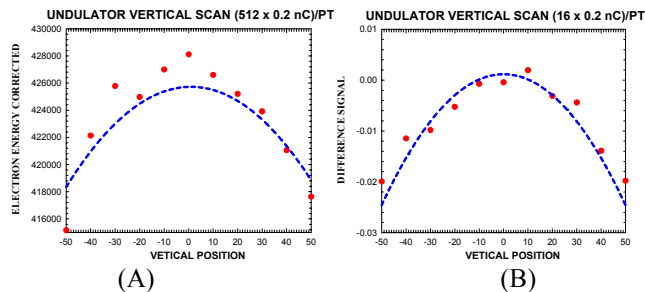 UNDULATOR VERTICAL SCAN (512 x 0.2 nC)/PT
ELECTRON ENERGY CORRECTED
430000
428000
426000
424000
422000
420000
418000
416000
-50 -40 -30 -20 -10 0 10 20 30 40 50
VETICAL POSITION
(A)
UNDULATOR VERTICAL SCAN (16 x 0.2 nC)/PT
DIFFERENCE SIGNAL
0.01
0.00
-0.01
-0.02
-0.03
-50 -40 -30 -20 -10 0 10 20 30 40 50
VETICAL POSITION
(B)